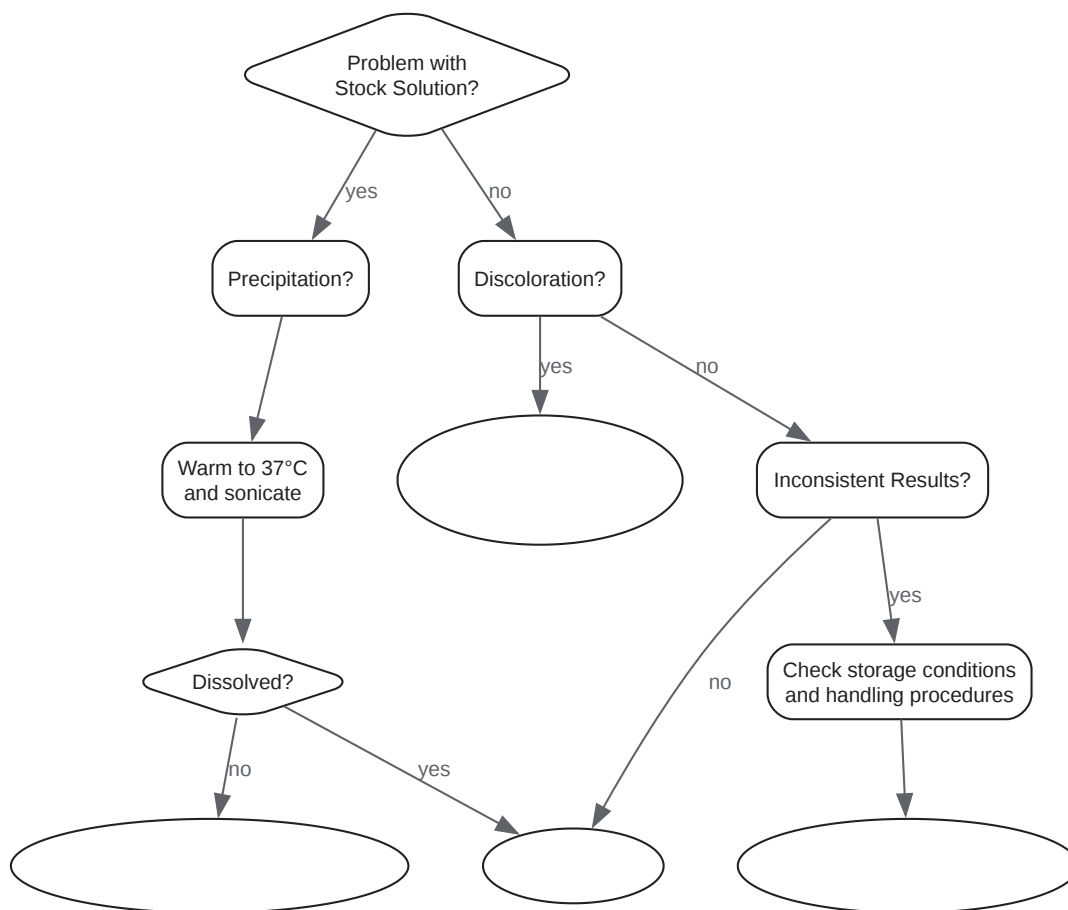 Problem with
Stock Solution?
yes
no
Precipitation?
Discoloration?
yes
no
Warm to 37°C
and sonicate
Inconsistent Results?
yes
Dissolved?
no
Check storage conditions
and handling procedures
no
yes